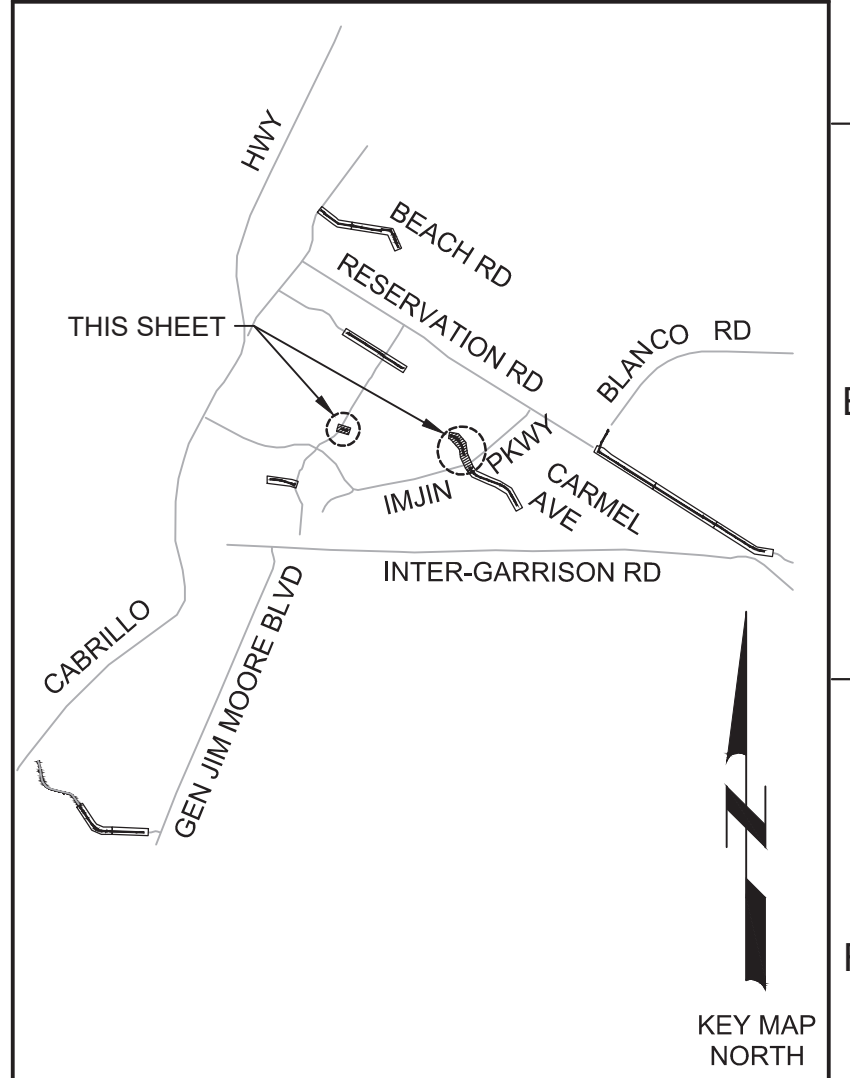 HWY
BEACH RD
RESERVATION RD
THIS SHEET
BLANCO RD
PKWY
IMJIN
CARMEL
AVE
INTER-GARRISON RD
CABRILLO
GEN JIM MOORE BLVD
KEY MAP
NORTH